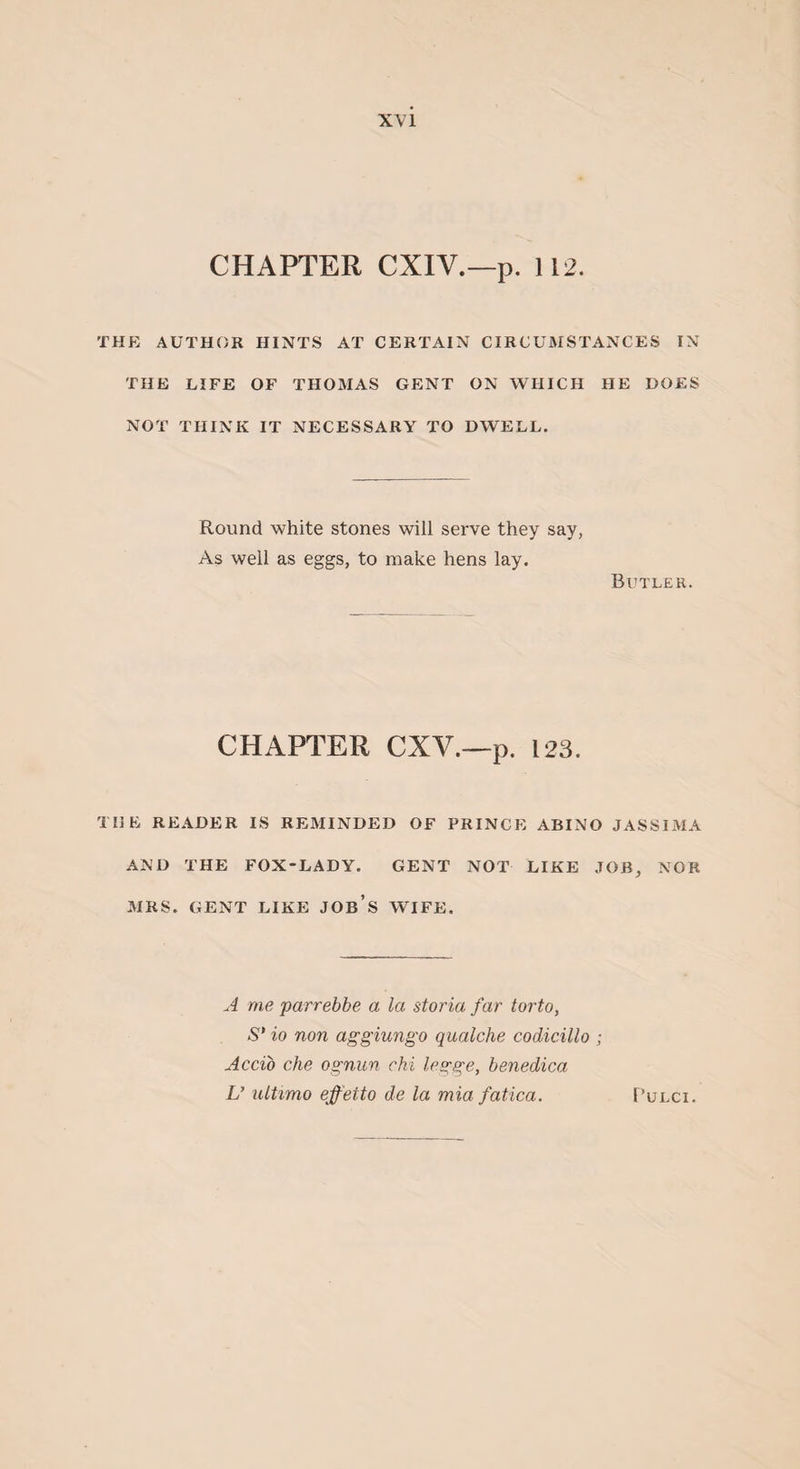 xvi
CHAPTER CXIV.—p. 112.
THE AUTHOR HINTS AT CERTAIN CIRCUMSTANCES IN
THE LIFE OF THOMAS GENT ON WHICH HE DOES
NOT THINK IT NECESSARY TO DWELL.
Round white stones will serve they say,
As well as eggs, to make hens lay.
BUTLER.
CHAPTER CXV.—p. 123.
THE READER IS REMINDED OF PRINCE ABINO JASSIMA
AND THE FOX-LADY. GENT NOT LIKE JOB, NOR
MRS. GENT LIKE JOB'S WIFE.
A me parrebbe a la storia far torto,
S' io non aggiungo qualche codicillo ;
Acciò che ognun chi legge, benedica
L' ultimo effetto de la mia fatica. PULCI.